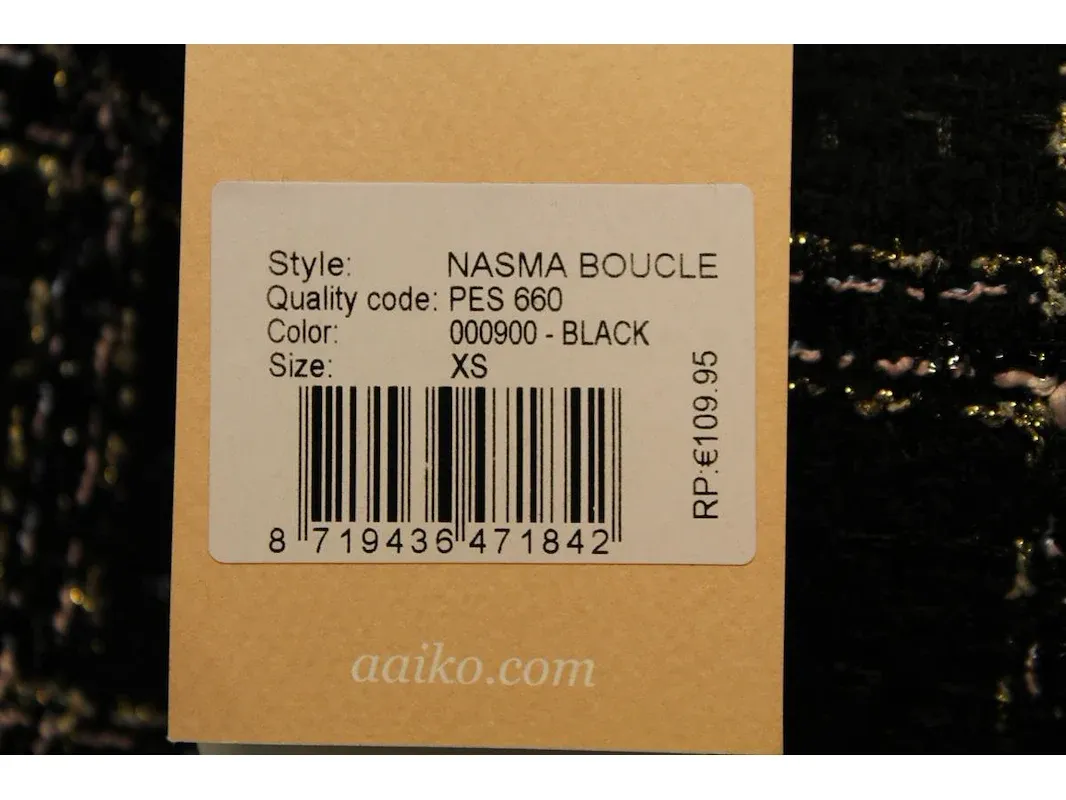 Style: NASMA BOUCLE
Quality code: PES 660
Color: 000900 - BLACK
Size: XS
RP:€109.95
8 719436 471842
aaiko.com